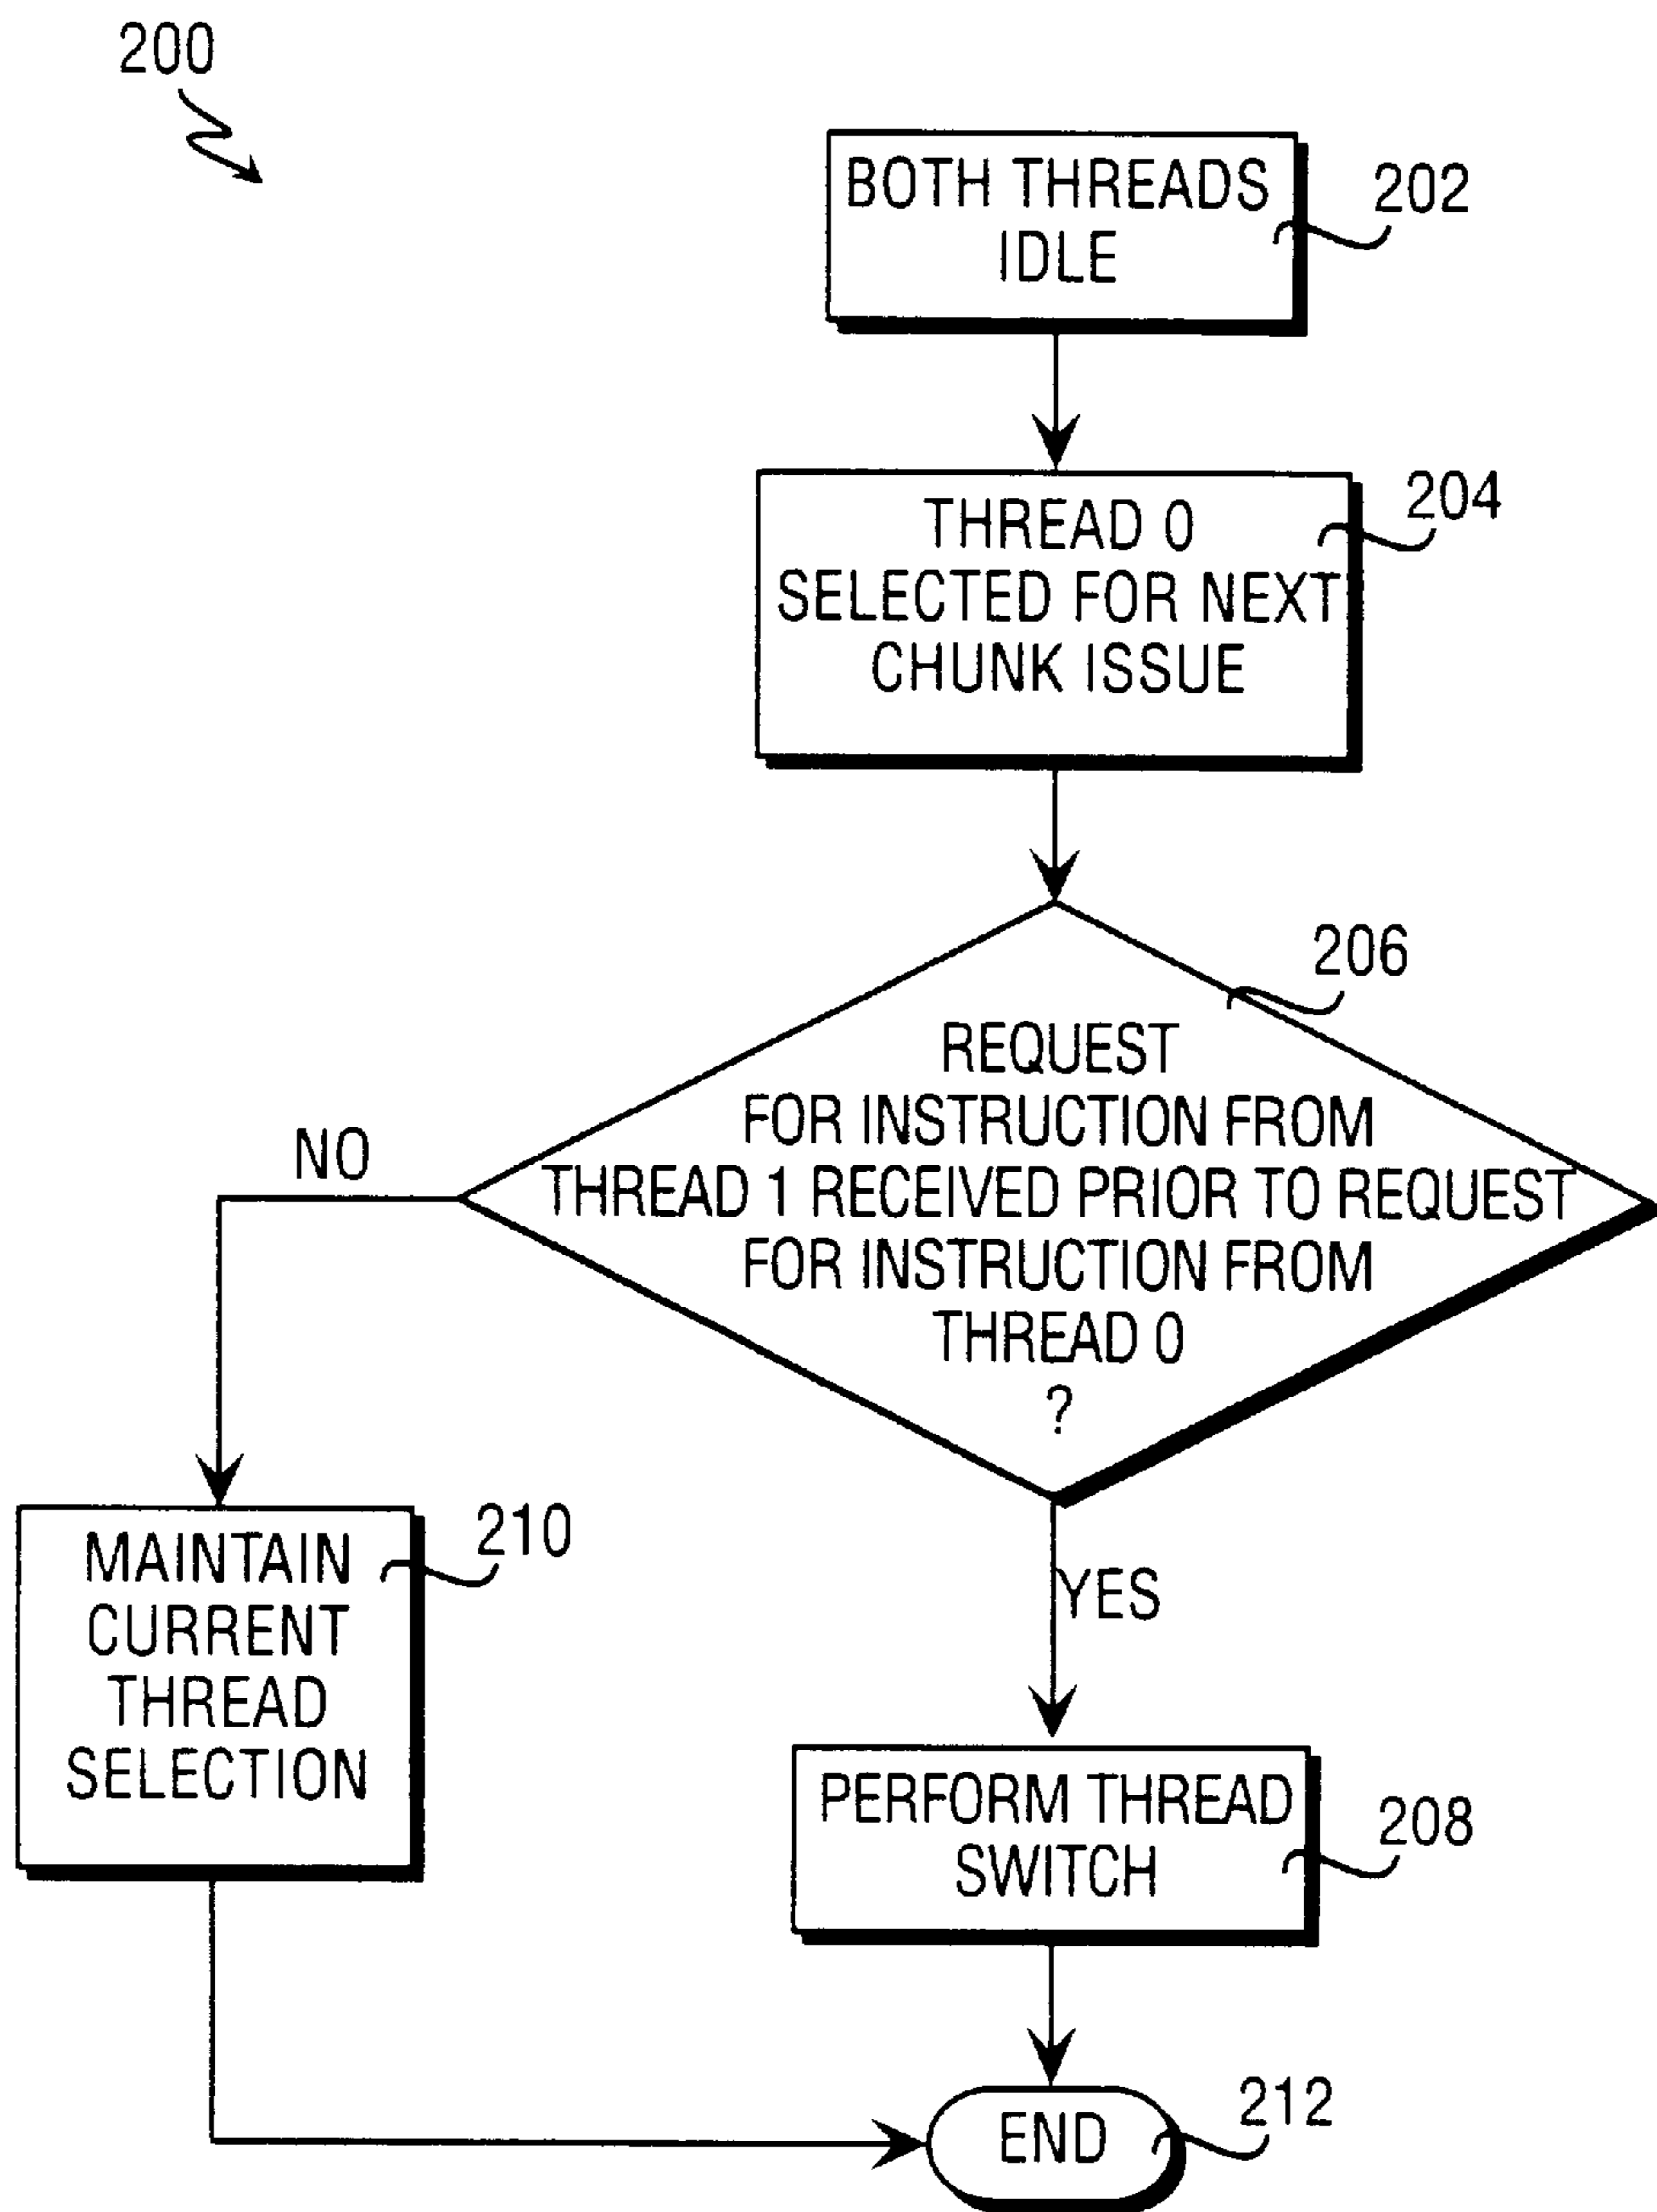 200
BOTH THREADS
IDLE
202
THREAD 0
SELECTED FOR NEXT
CHUNK ISSUE
204
206
REQUEST
FOR INSTRUCTION FROM
THREAD 1 RECEIVED PRIOR TO REQUEST
FOR INSTRUCTION FROM
THREAD 0
?
NO
YES
MAINTAIN
CURRENT
THREAD
SELECTION
210
PERFORM THREAD
SWITCH
208
END
212